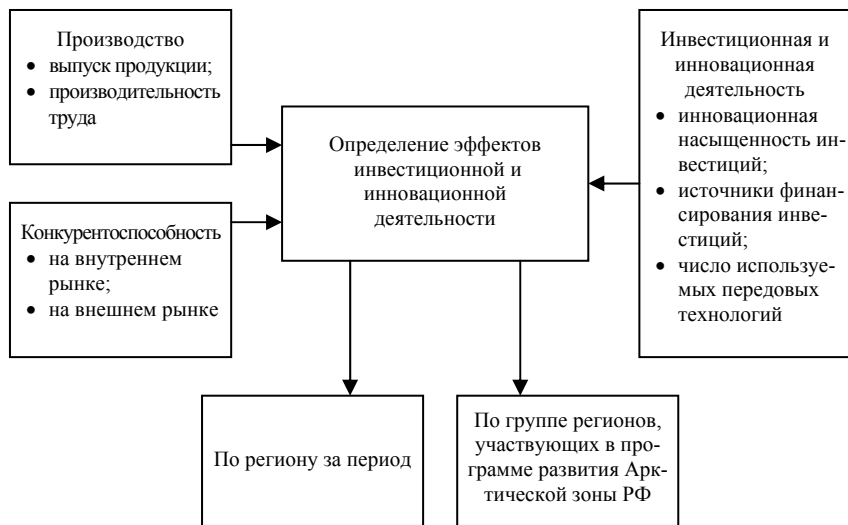 Производство
• выпуск продукции;
• производительность
труда
Конкурентоспособность
• на внутреннем
рынке;
• на внешнем рынке
Определение эффектов
инвестиционной и
инновационной
деятельности
Инвестиционная и
инновационная
деятельность
• инновационная
насыщенность ин-
вестиций;
• источники финан-
сирования инве-
стиций;
• число используе-
мых передовых
технологий
По региону за период
По группе регионов,
участвующих в про-
грамме развития Арк-
тической зоны РФ